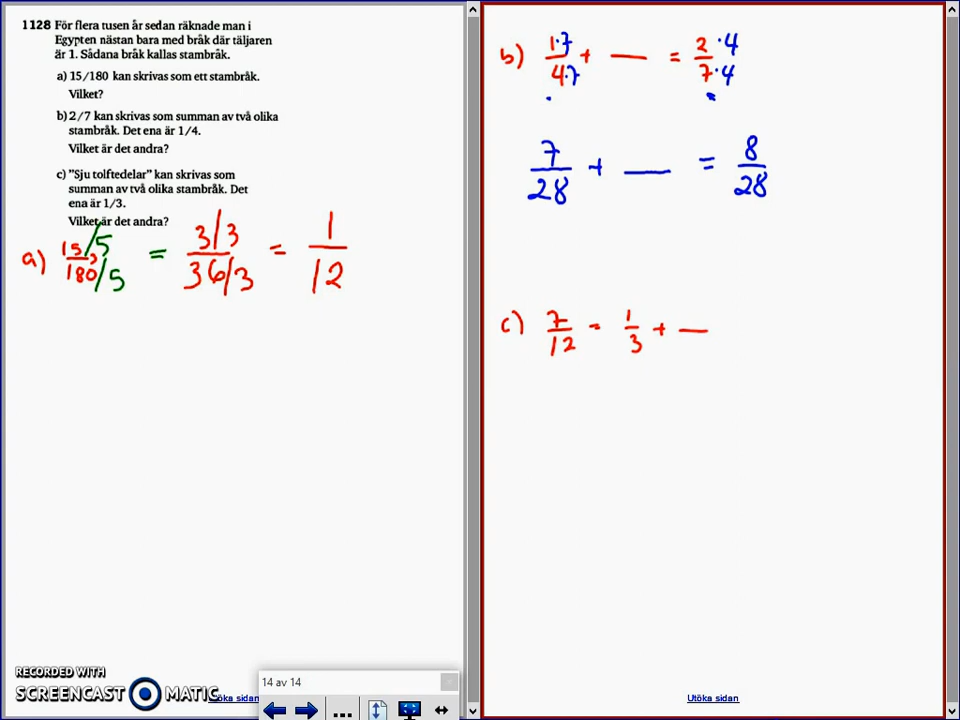 1128 För flera tusen år sedan räknade man i
Egypten nästan bara med bråk där täljaren
är 1. Sådana bråk kallas stambråk.
a) 15/180 kan skrivas som ett stambråk.
Vilket?
b) 2/7 kan skrivas som summan av två olika
stambråk. Det ena är 1/4.
Vilket är det andra?
c) "Sju tolftedelar" kan skrivas som
summan av två olika stambråk. Det
ena är 1/3.
Vilket är det andra?
a) 15/5 = 3/3 = 1
180/5 36/3 12
RECORDED WITH
SCREENCAST MATIC
Utöka sidan
14 av 14
...
b) 1·7 + __ = 2·4
4·7 7·4
7 + __ = 8
28 28
c) 7 = 1 + __
12 3
Utöka sidan